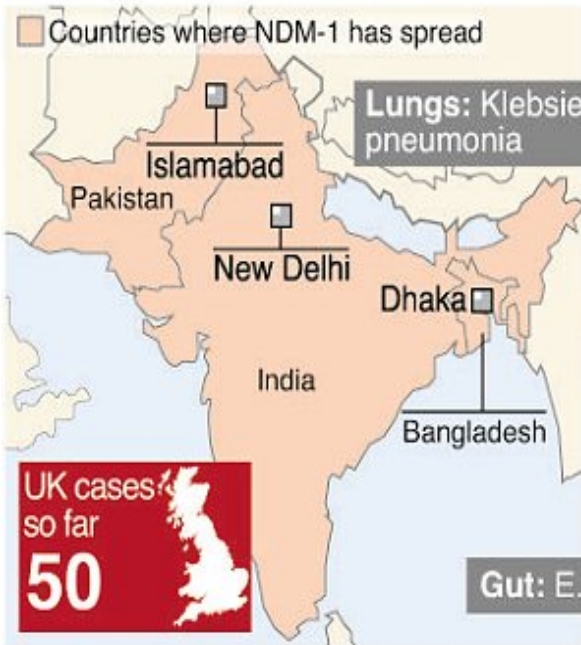 Countries where NDM-1 has spread
Lungs: Klebsie
pneumonia
Islamabad
Pakistan
New Delhi
Dhaka
India
Bangladesh
UK cases
so far
50
Gut: E.